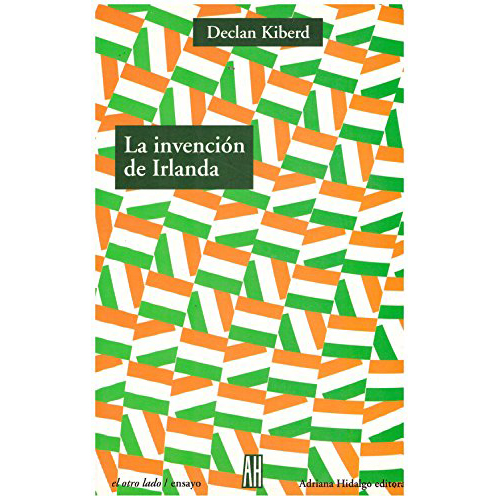 Declan Kiberd
La invención
de Irlanda
el otro lado / ensayo
AH
Adriana Hidalgo editora